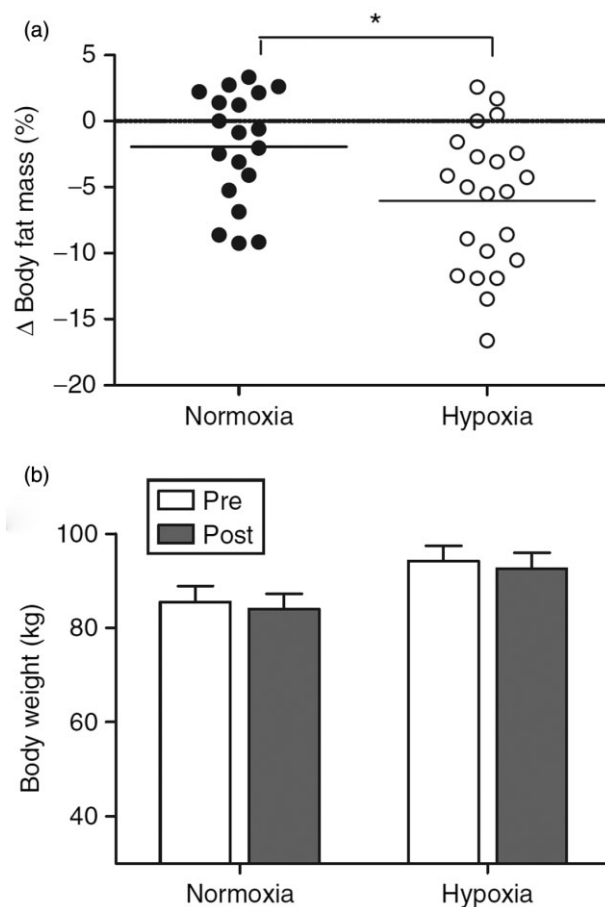 (a)
*
Δ Body fat mass (%)
5
0
−5
−10
−15
−20
Normoxia
Hypoxia
(b)
Pre
Post
Body weight (kg)
100
80
60
40
Normoxia
Hypoxia